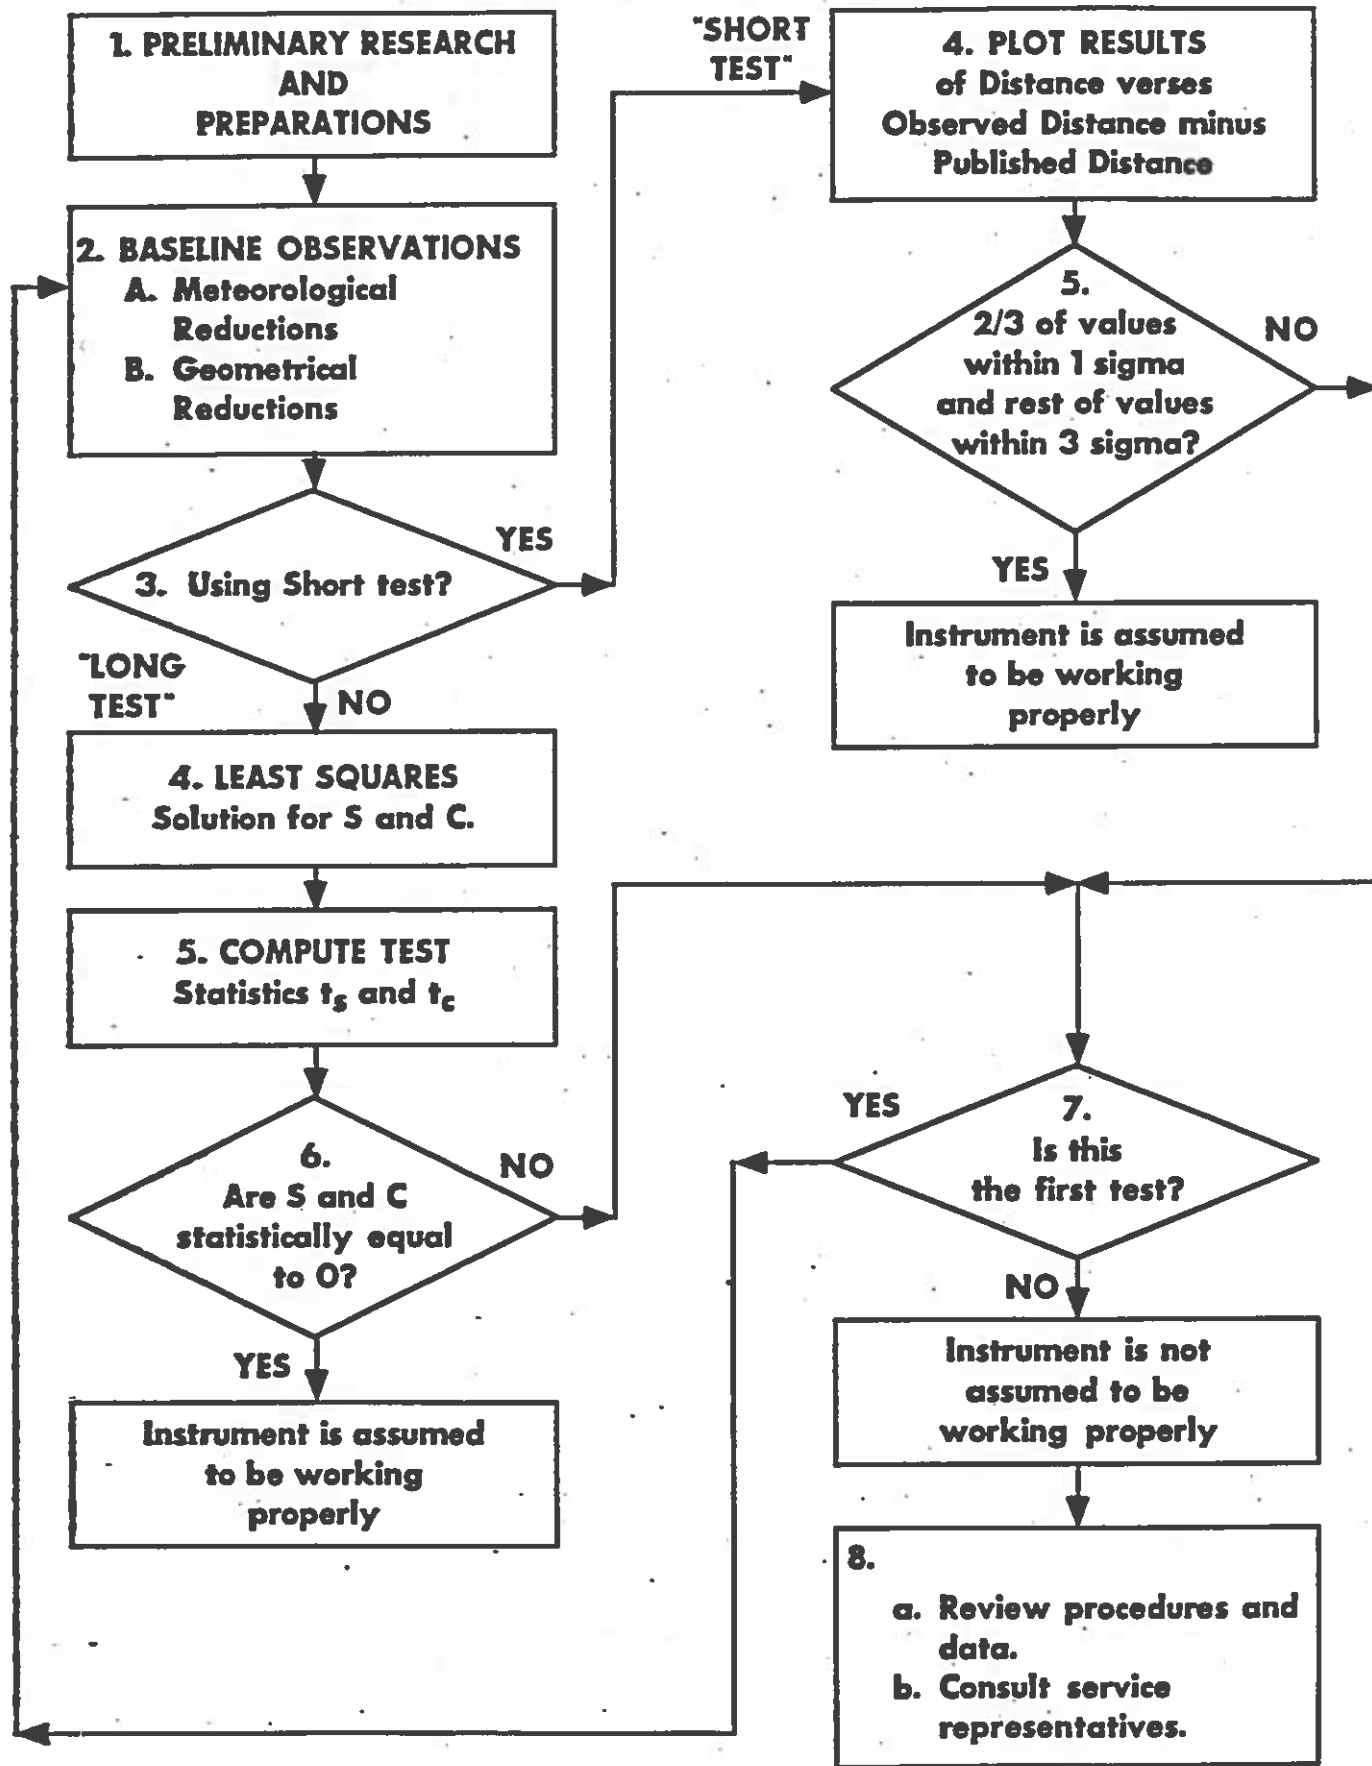 1. PRELIMINARY RESEARCH
AND
PREPARATIONS
2. BASELINE OBSERVATIONS
A. Meteorological
Reductions
B. Geometrical
Reductions
3. Using Short test?
YES
"LONG
TEST"
NO
4. LEAST SQUARES
Solution for S and C.
5. COMPUTE TEST
Statistics ts and tc
6.
Are S and C
statistically equal
to 0?
NO
YES
Instrument is assumed
to be working
properly
"SHORT
TEST"
4. PLOT RESULTS
of Distance verses
Observed Distance minus
Published Distance
5.
2/3 of values
within 1 sigma
and rest of values
within 3 sigma?
NO
YES
Instrument is assumed
to be working
properly
YES
7.
Is this
the first test?
NO
Instrument is not
assumed to be
working properly
8.
a. Review procedures and
data.
b. Consult service
representatives.